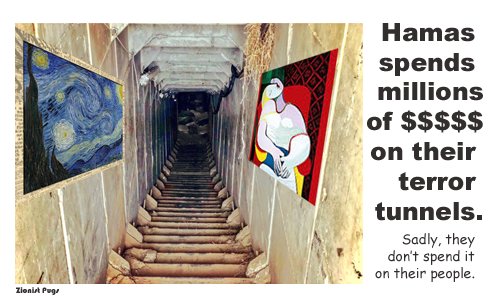 Hamas
spends
millions
of $$$$$
on their
terror
tunnels.
Sadly, they
don't spend it
on their people.
Zionist Pugs